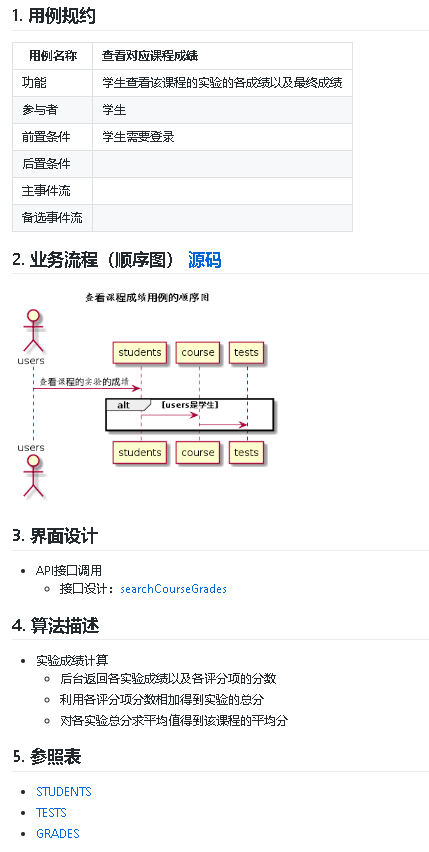 1. 用例规约
用例名称 查看对应课程成绩
功能 学生查看该课程的实验的各成绩以及最终成绩
参与者 学生
前置条件 学生需要登录
后置条件
主事件流
备选事件流
2. 业务流程（顺序图） 源码
查看课程成绩用例的顺序图
users
students course tests
查看课程的实验的成绩
alt [users是学生]
users
students course tests
3. 界面设计
API接口调用
接口设计：searchCourseGrades
4. 算法描述
实验成绩计算
后台返回各实验成绩以及各评分项的分数
利用各评分项分数相加得到实验的总分
对各实验总分求平均值得到该课程的平均分
5. 参照表
STUDENTS
TESTS
GRADES